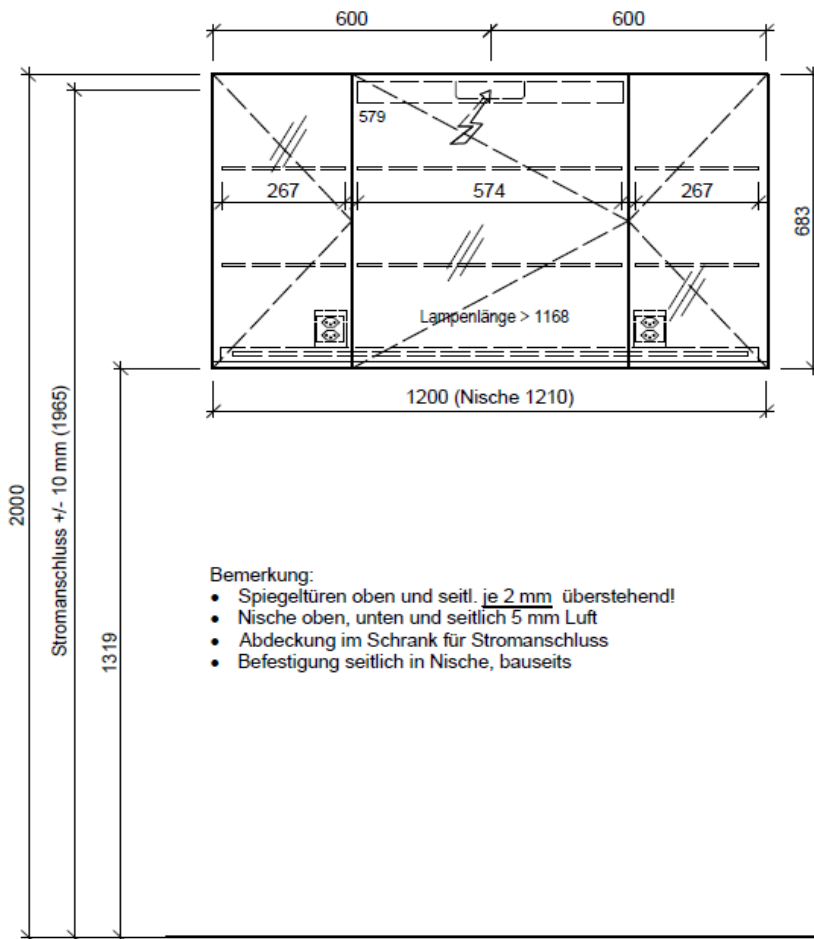 600 600
579
267 574 267
683
Lampenlänge > 1168
1200 (Nische 1210)
2000
Stromanschluss +/- 10 mm (1965)
1319
Bemerkung:
• Spiegeltüren oben und seitl. je 2 mm überstehend!
• Nische oben, unten und seitlich 5 mm Luft
• Abdeckung im Schrank für Stromanschluss
• Befestigung seitlich in Nische, bauseits